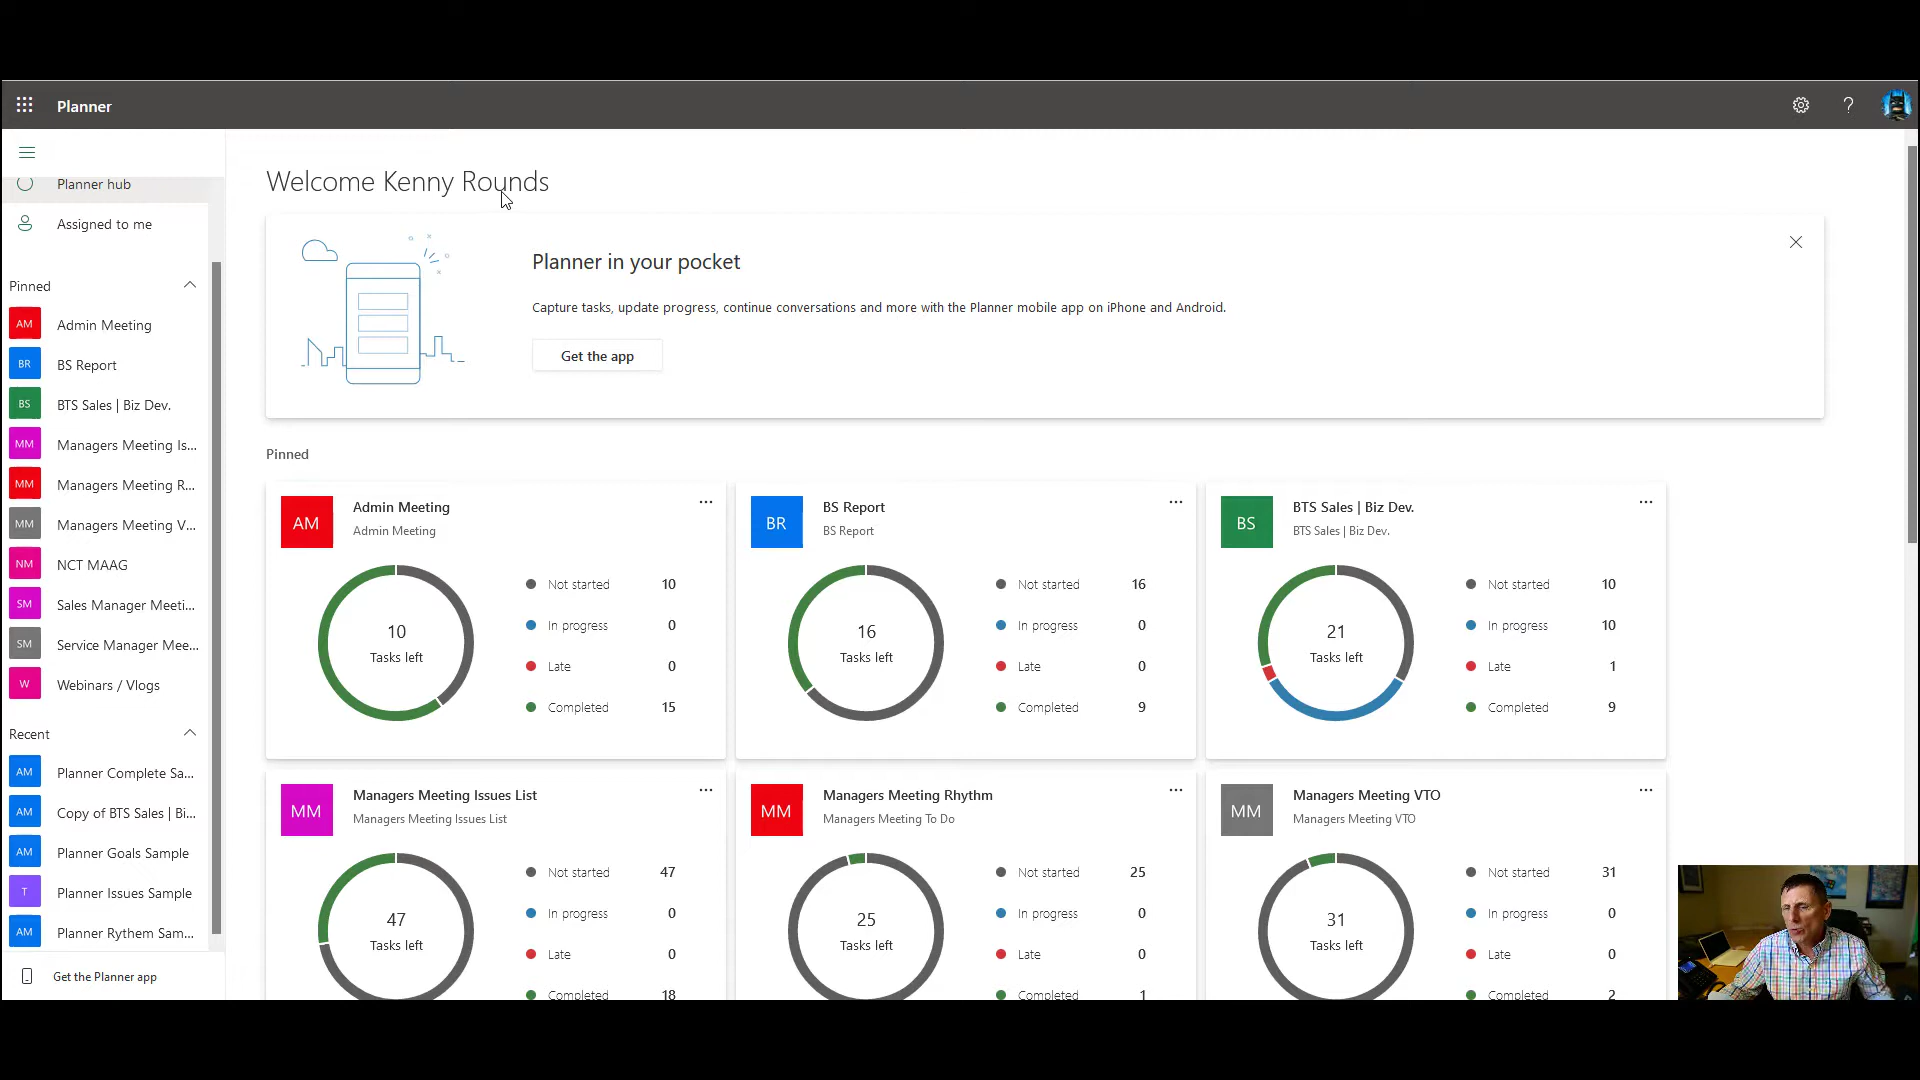 Planner
?
Planner hub
Assigned to me
Pinned
AM Admin Meeting
BR BS Report
BS BTS Sales | Biz Dev.
MM Managers Meeting Is...
MM Managers Meeting R...
MM Managers Meeting V...
NM NCT MAAG
SM Sales Manager Meeti...
SM Service Manager Mee...
W Webinars / Vlogs
Recent
AM Planner Complete Sa...
AM Copy of BTS Sales | Bi...
AM Planner Goals Sample
T Planner Issues Sample
AM Planner Rythem Sam...
Get the Planner app
Welcome Kenny Rounds
Planner in your pocket
Capture tasks, update progress, continue conversations and more with the Planner mobile app on iPhone and Android.
Get the app
Pinned
AM
Admin Meeting
Admin Meeting
10
Tasks left
Not started 10
In progress 0
Late 0
Completed 15
BR
BS Report
BS Report
16
Tasks left
Not started 16
In progress 0
Late 0
Completed 9
BS
BTS Sales | Biz Dev.
BTS Sales | Biz Dev.
21
Tasks left
Not started 10
In progress 10
Late 1
Completed 9
MM
Managers Meeting Issues List
Managers Meeting Issues List
47
Tasks left
Not started 47
In progress 0
Late 0
Completed 18
MM
Managers Meeting Rhythm
Managers Meeting To Do
25
Tasks left
Not started 25
In progress 0
Late 0
Completed 1
MM
Managers Meeting VTO
Managers Meeting VTO
31
Tasks left
Not started 31
In progress 0
Late 0
Completed 2